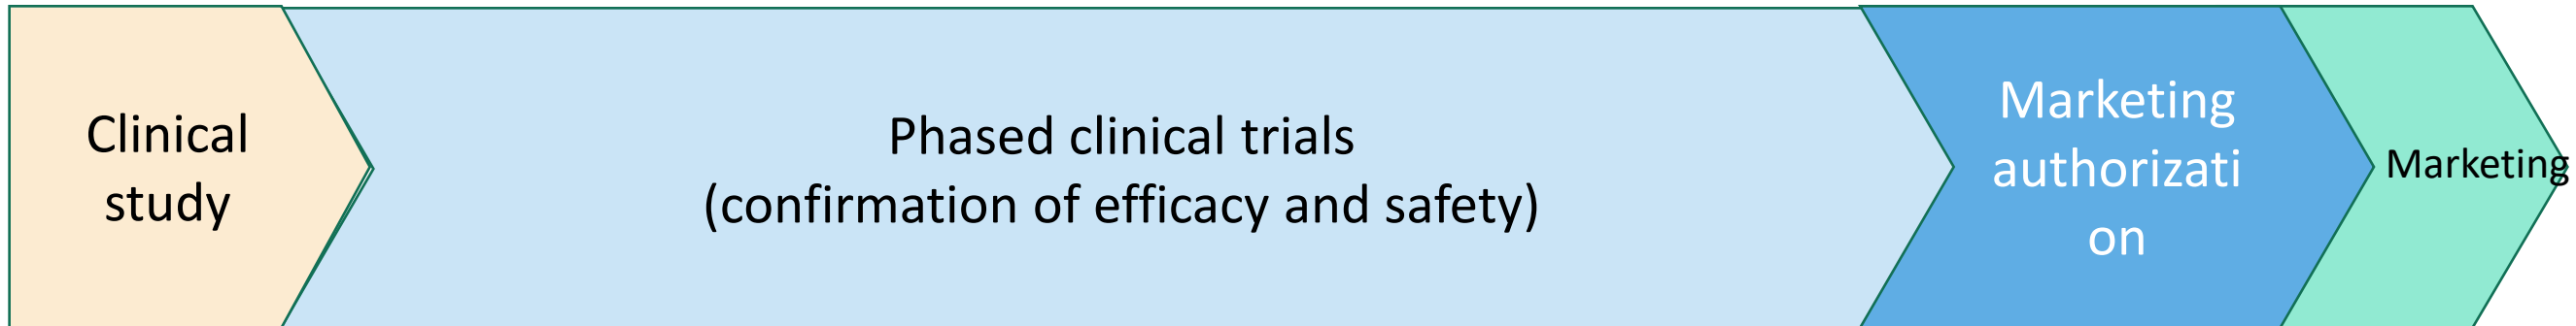 Clinical
study
Phased clinical trials
(confirmation of efficacy and safety)
Marketing
authorizati
on
Marketing